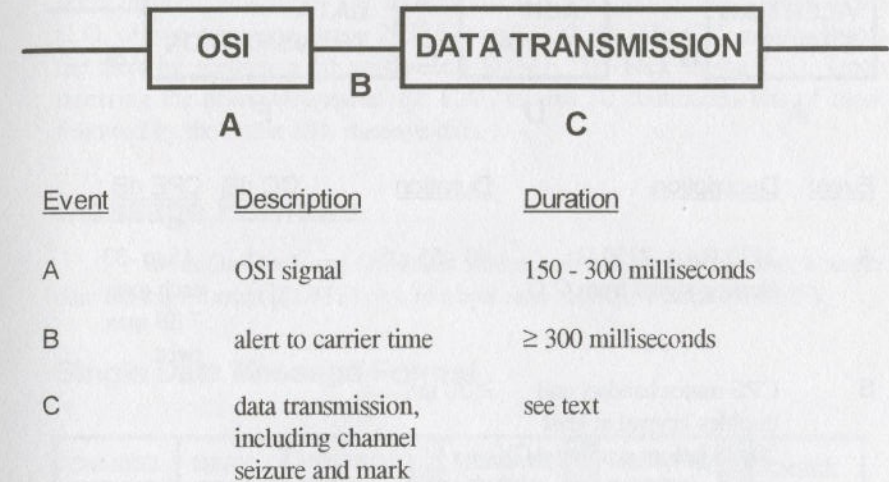 OSI DATA TRANSMISSION
B
A C
Event Description Duration
A OSI signal 150 - 300 milliseconds
B alert to carrier time ≥ 300 milliseconds
C data transmission, see text
including channel
seizure and mark